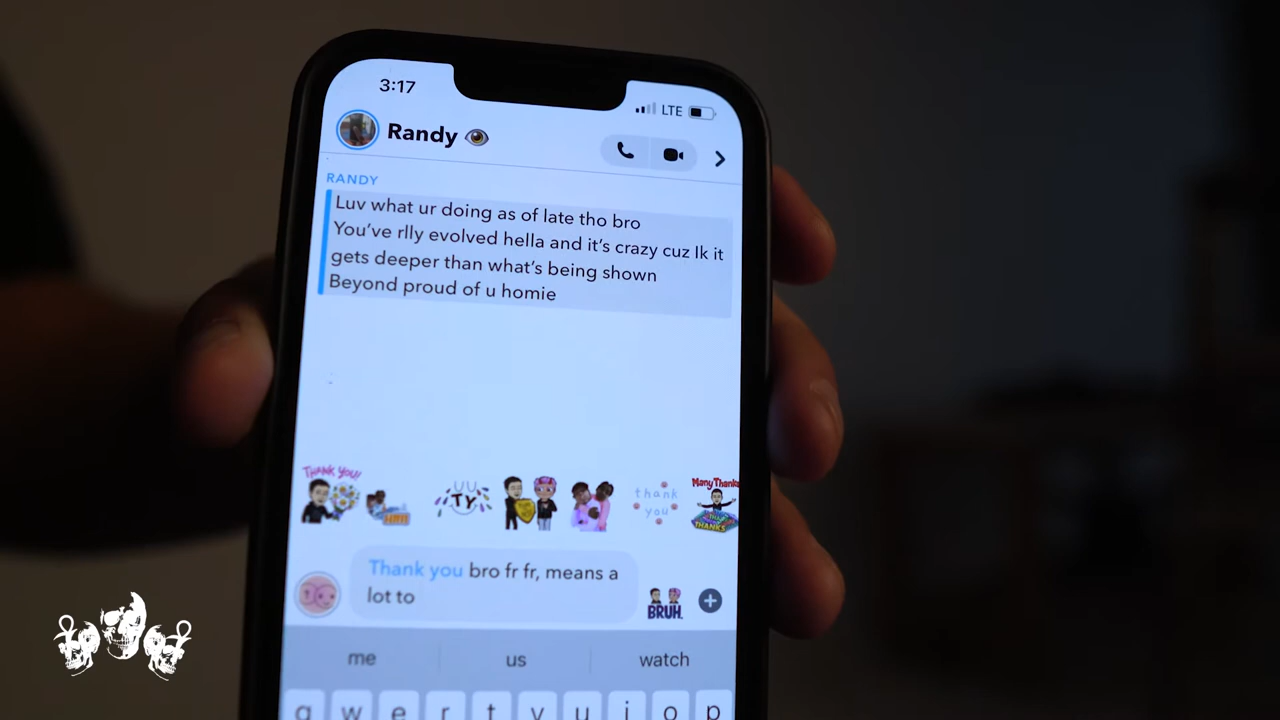 3:17
LTE
Randy 👁
RANDY
Luv what ur doing as of late tho bro
You've rlly evolved hella and it's crazy cuz Ik it
gets deeper than what's being shown
Beyond proud of u homie
THANK YOU!
TY
thank
you
Many Thanks
THANKS
Thank you bro fr fr, means a
lot to
BRUH.
me us watch
q w e r t y u i o p